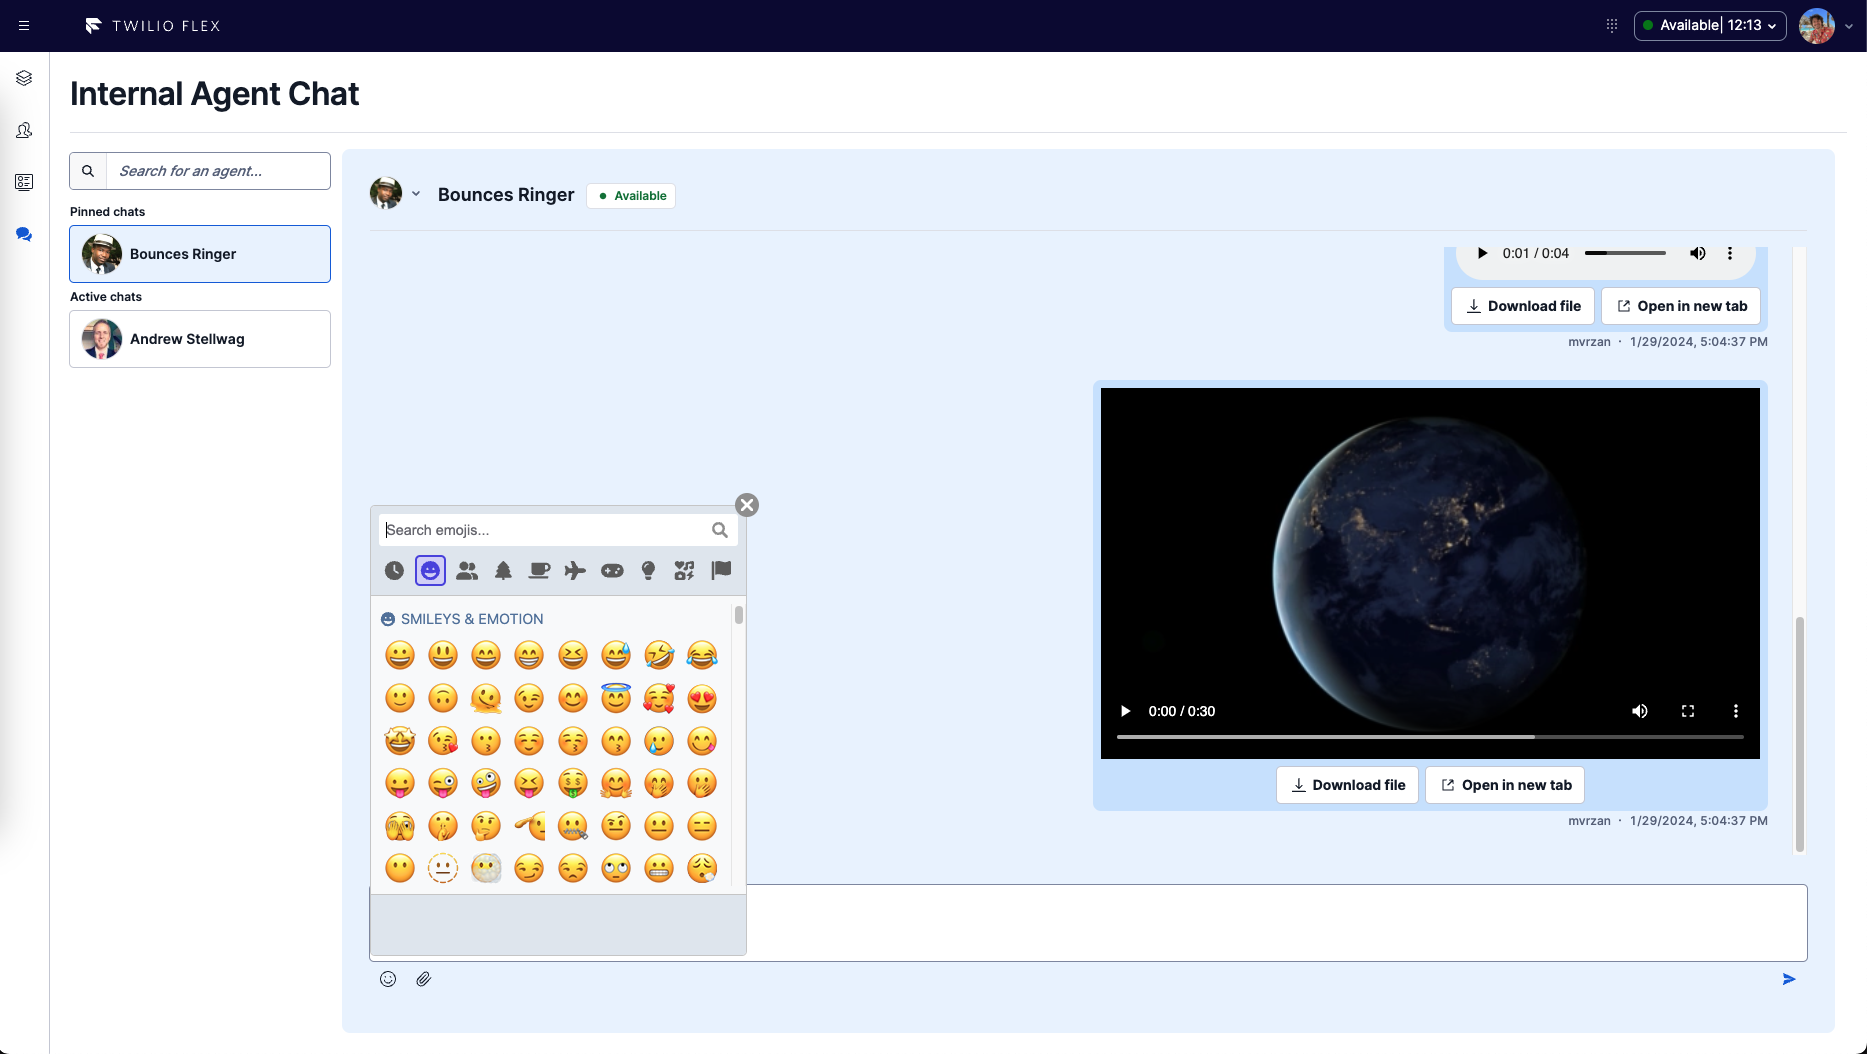 TWILIO FLEX
Available| 12:13
Internal Agent Chat
Search for an agent...
Pinned chats
Bounces Ringer
Active chats
Andrew Stellwag
Bounces Ringer
Available
0:01 / 0:04
Download file
Open in new tab
mvrzan · 1/29/2024, 5:04:37 PM
0:00 / 0:30
Download file
Open in new tab
mvrzan · 1/29/2024, 5:04:37 PM
Search emojis...
SMILEYS & EMOTION